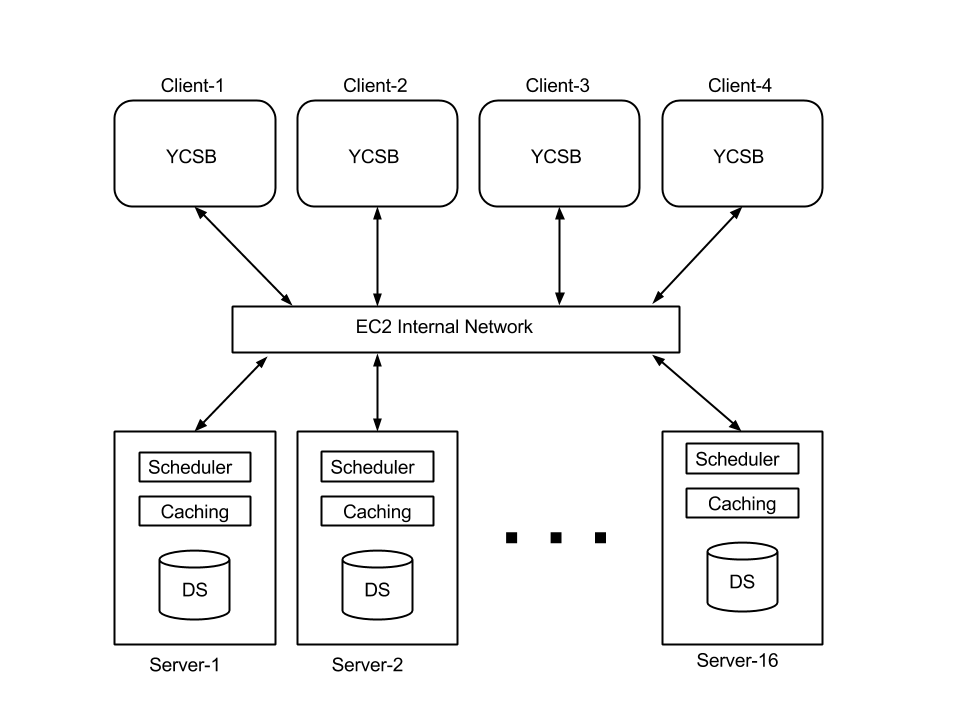 Client-1
Client-2
Client-3
Client-4
YCSB
YCSB
YCSB
YCSB
EC2 Internal Network
Scheduler
Caching
DS
Server-1
Scheduler
Caching
DS
Server-2
Scheduler
Caching
DS
Server-16